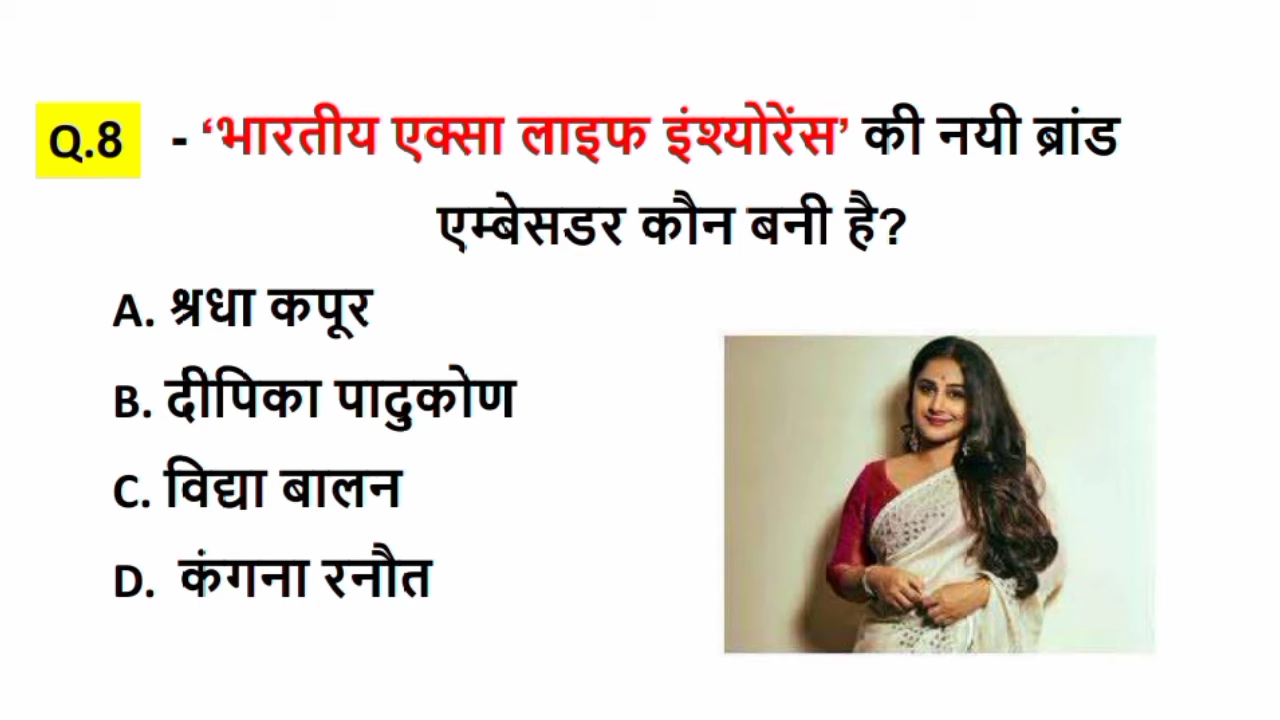 Q.8 - ‘भारतीय एक्सा लाइफ इंश्योरेंस’ की नयी ब्रांड
एम्बेसडर कौन बनी है?
A. श्रधा कपूर
B. दीपिका पादुकोण
C. विद्या बालन
D. कंगना रनौत